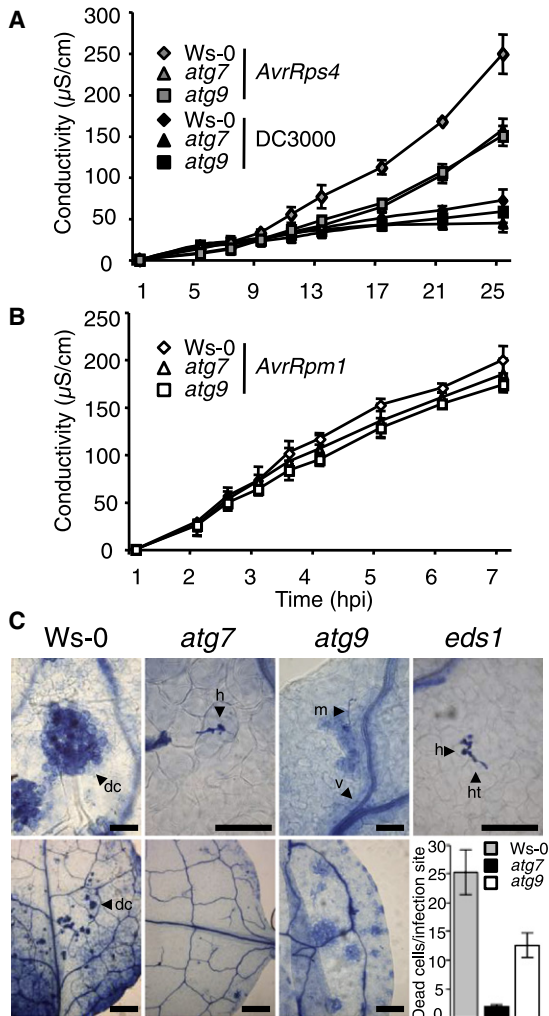 A
Conductivity (µS/cm)
300
250
200
150
100
50
0
Ws-0
atg7
atg9
AvrRps4
Ws-0
atg7
atg9
DC3000
1 5 9 13 17 21 25
B
Conductivity (µS/cm)
250
200
150
100
50
0
Ws-0
atg7
atg9
AvrRpm1
1 2 3 4 5 6 7
Time (hpi)
C
Ws-0 atg7 atg9 eds1
dc
h
m
v
h
ht
dc
Dead cells/infection site
30
25
20
15
10
5
0
Ws-0
atg7
atg9